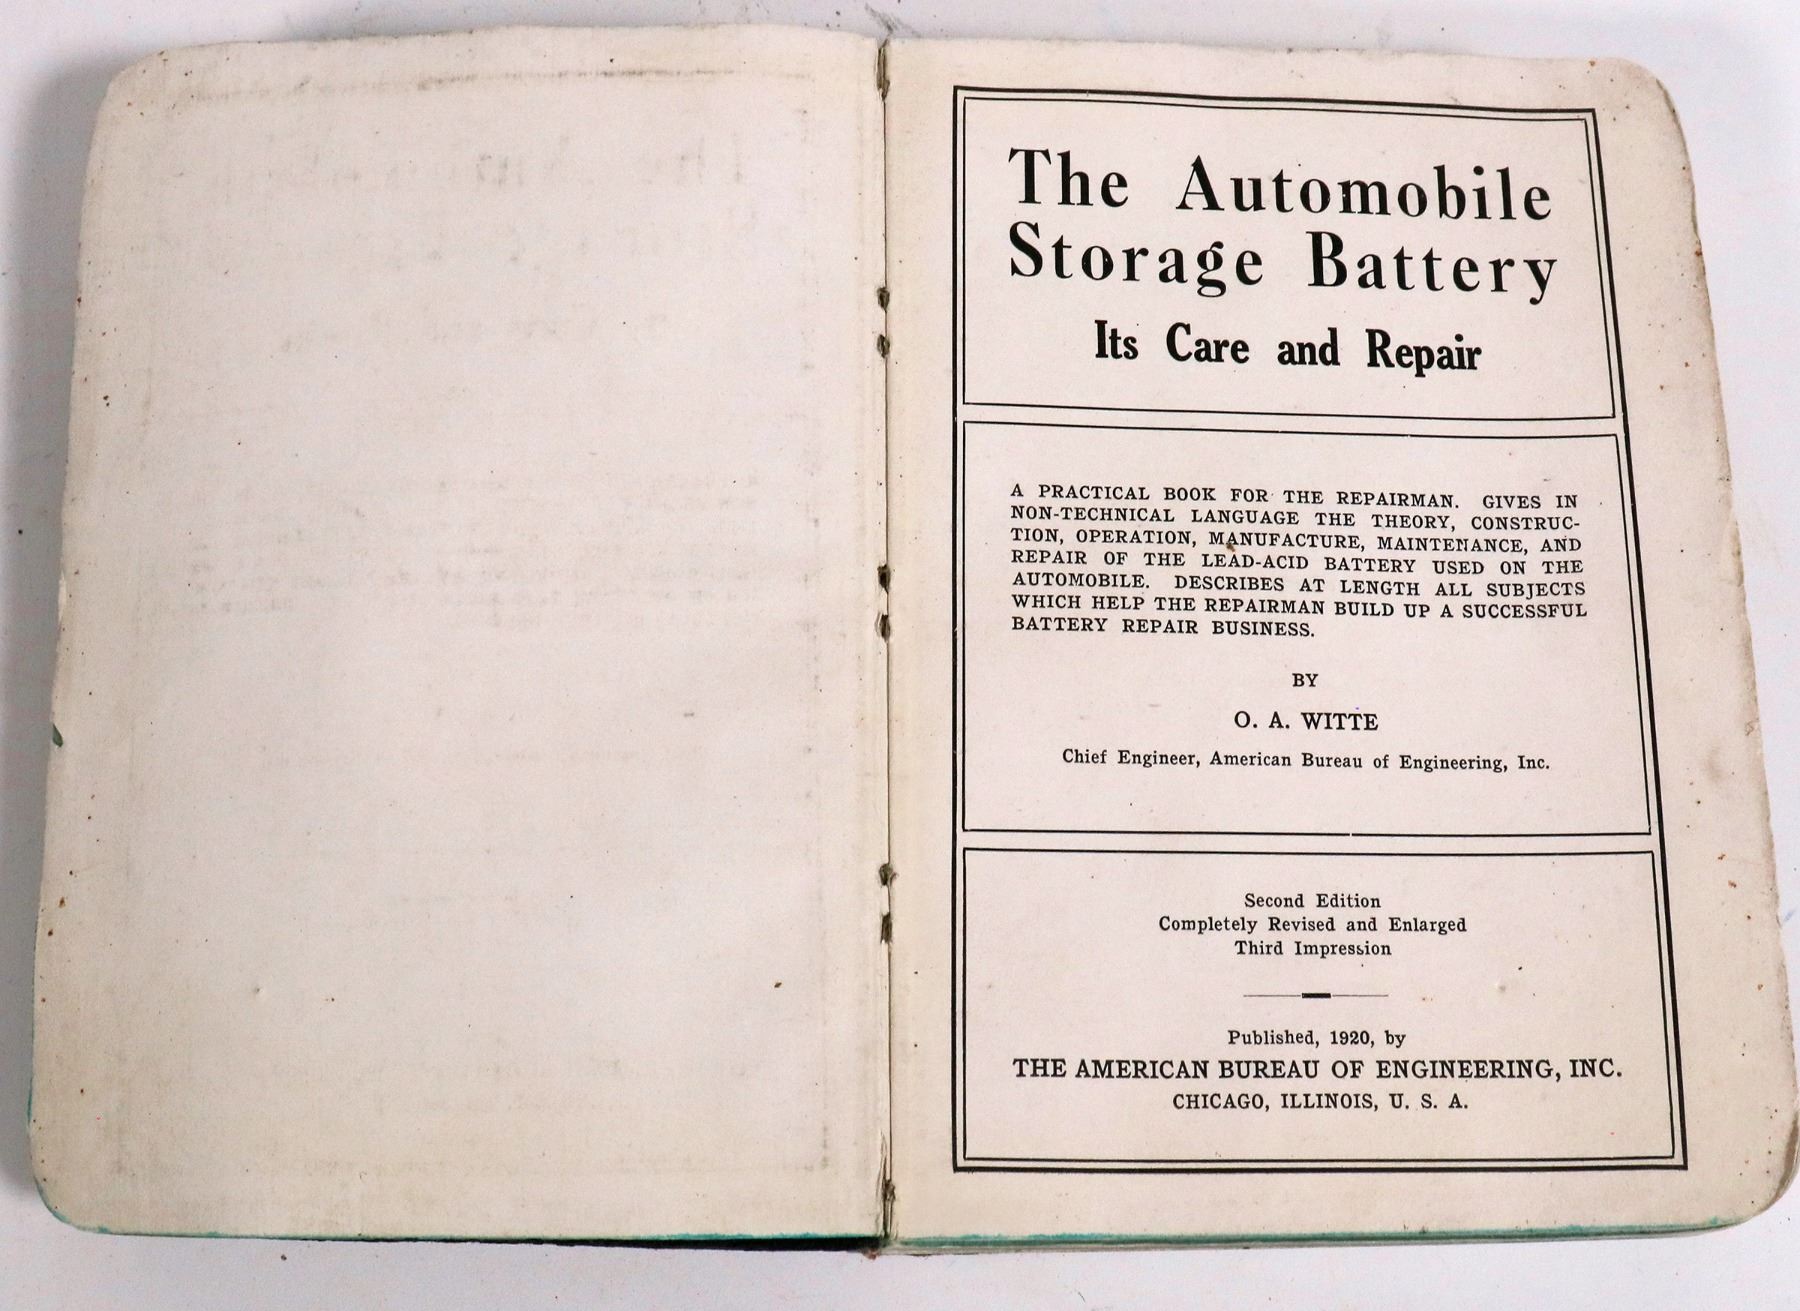 The Automobile
Storage Battery
Its Care and Repair
A PRACTICAL BOOK FOR THE REPAIRMAN. GIVES IN
NON-TECHNICAL LANGUAGE THE THEORY, CONSTRUC-
TION, OPERATION, MANUFACTURE, MAINTENANCE, AND
REPAIR OF THE LEAD-ACID BATTERY USED ON THE
AUTOMOBILE. DESCRIBES AT LENGTH ALL SUBJECTS
WHICH HELP THE REPAIRMAN BUILD UP A SUCCESSFUL
BATTERY REPAIR BUSINESS.
BY
O. A. WITTE
Chief Engineer, American Bureau of Engineering, Inc.
Second Edition
Completely Revised and Enlarged
Third Impression
Published, 1920, by
THE AMERICAN BUREAU OF ENGINEERING, INC.
CHICAGO, ILLINOIS, U. S. A.